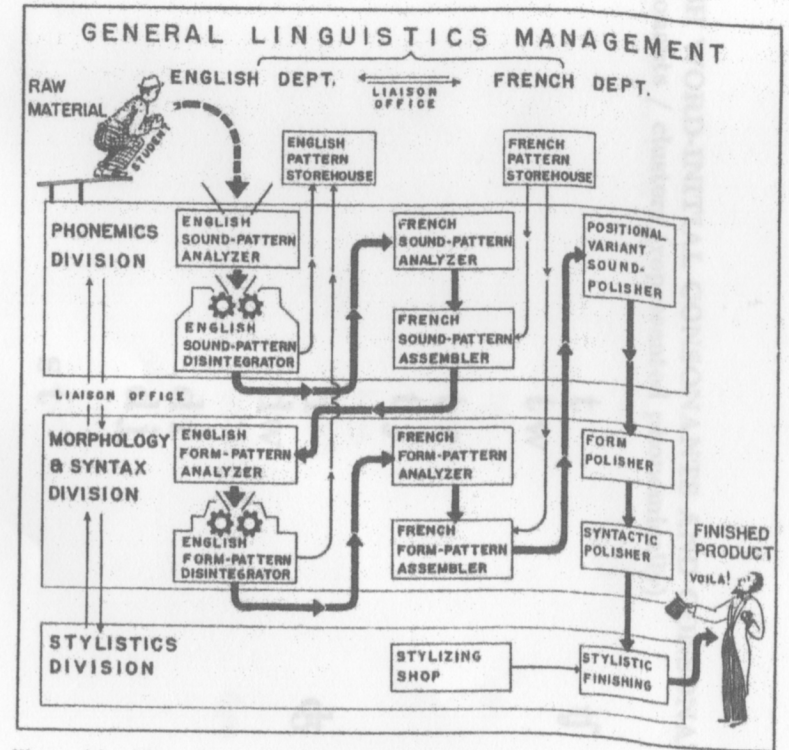 GENERAL LINGUISTICS MANAGEMENT
RAW
MATERIAL
ENGLISH DEPT.
LIAISON
OFFICE
FRENCH DEPT.
STUDENT
ENGLISH
PATTERN
STOREHOUSE
FRENCH
PATTERN
STOREHOUSE
PHONEMICS
DIVISION
ENGLISH
SOUND-PATTERN
ANALYZER
FRENCH
SOUND-PATTERN
ANALYZER
POSITIONAL
VARIANT
SOUND-
POLISHER
ENGLISH
SOUND-PATTERN
DISINTEGRATOR
FRENCH
SOUND-PATTERN
ASSEMBLER
LIAISON OFFICE
MORPHOLOGY
& SYNTAX
DIVISION
ENGLISH
FORM-PATTERN
ANALYZER
FRENCH
FORM-PATTERN
ANALYZER
FORM
POLISHER
ENGLISH
FORM-PATTERN
DISINTEGRATOR
FRENCH
FORM-PATTERN
ASSEMBLER
SYNTACTIC
POLISHER
FINISHED
PRODUCT
VOILA!
STYLISTICS
DIVISION
STYLIZING
SHOP
STYLISTIC
FINISHING